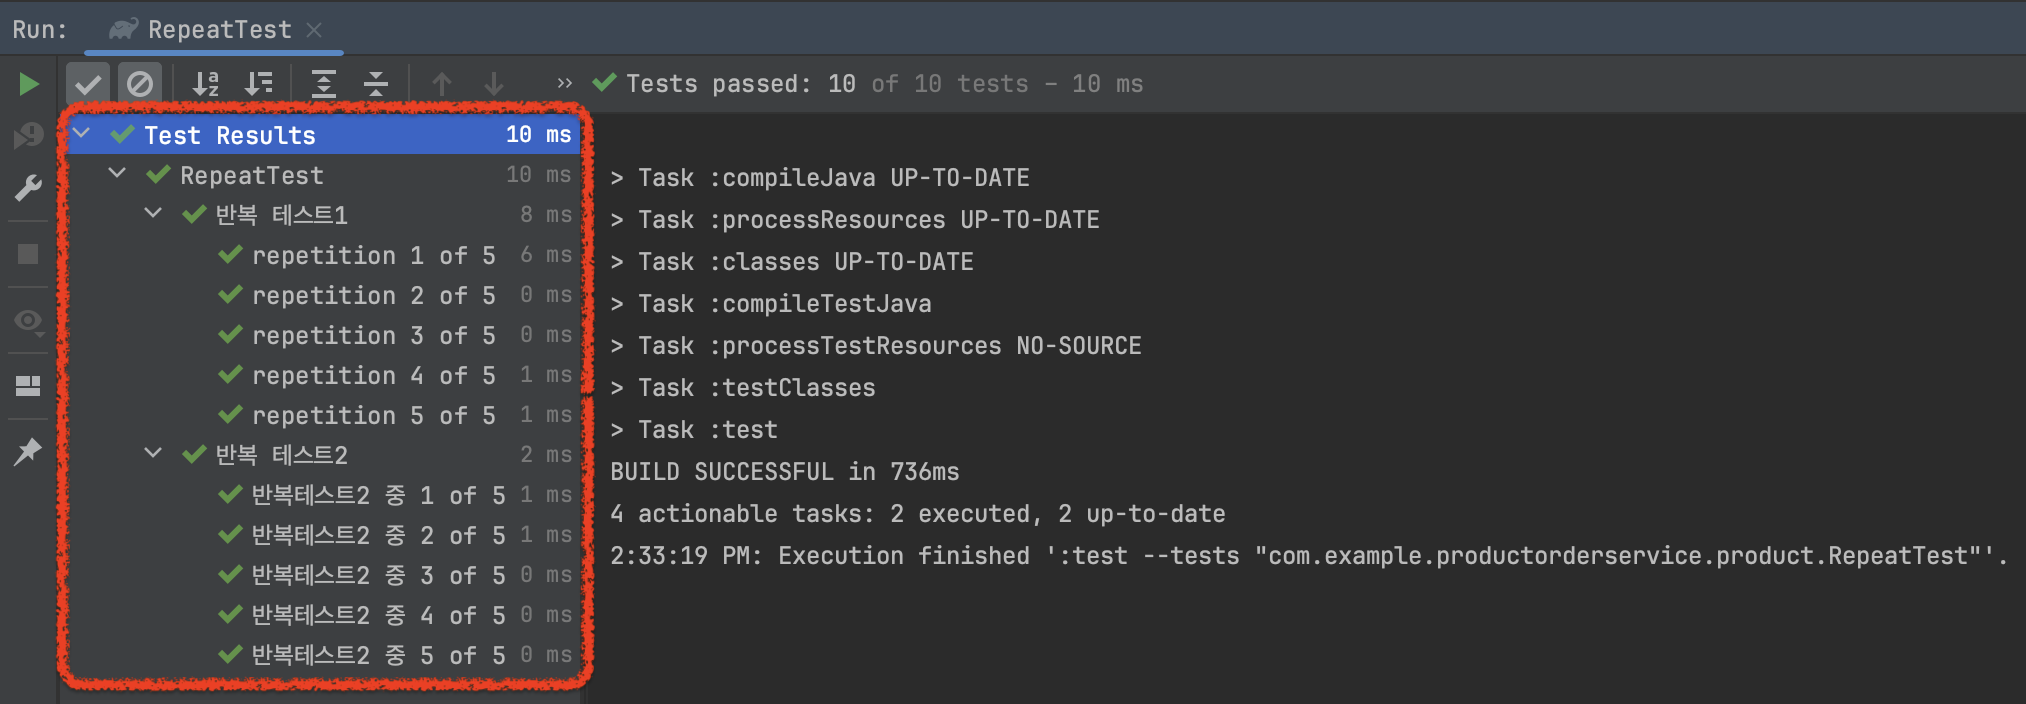 Run: RepeatTest
Tests passed: 10 of 10 tests – 10 ms
Test Results 10 ms
RepeatTest 10 ms
반복 테스트1 8 ms
repetition 1 of 5 6 ms
repetition 2 of 5 0 ms
repetition 3 of 5 0 ms
repetition 4 of 5 1 ms
repetition 5 of 5 1 ms
반복 테스트2 2 ms
반복테스트2 중 1 of 5 1 ms
반복테스트2 중 2 of 5 1 ms
반복테스트2 중 3 of 5 0 ms
반복테스트2 중 4 of 5 0 ms
반복테스트2 중 5 of 5 0 ms
> Task :compileJava UP-TO-DATE
> Task :processResources UP-TO-DATE
> Task :classes UP-TO-DATE
> Task :compileTestJava
> Task :processTestResources NO-SOURCE
> Task :testClasses
> Task :test
BUILD SUCCESSFUL in 736ms
4 actionable tasks: 2 executed, 2 up-to-date
2:33:19 PM: Execution finished ':test --tests "com.example.productorderservice.product.RepeatTest"'.